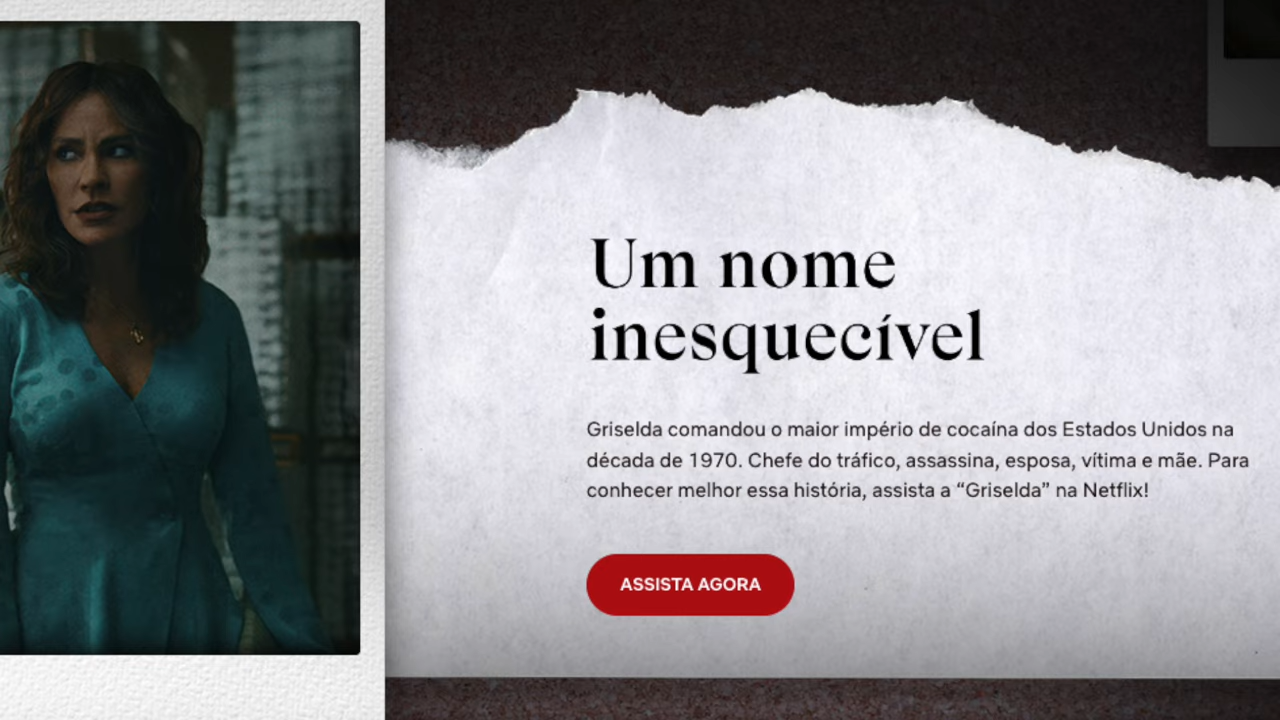 Um nome
inesquecível
Griselda comandou o maior império de cocaína dos Estados Unidos na
década de 1970. Chefe do tráfico, assassina, esposa, vítima e mãe. Para
conhecer melhor essa história, assista a “Griselda” na Netflix!
ASSISTA AGORA